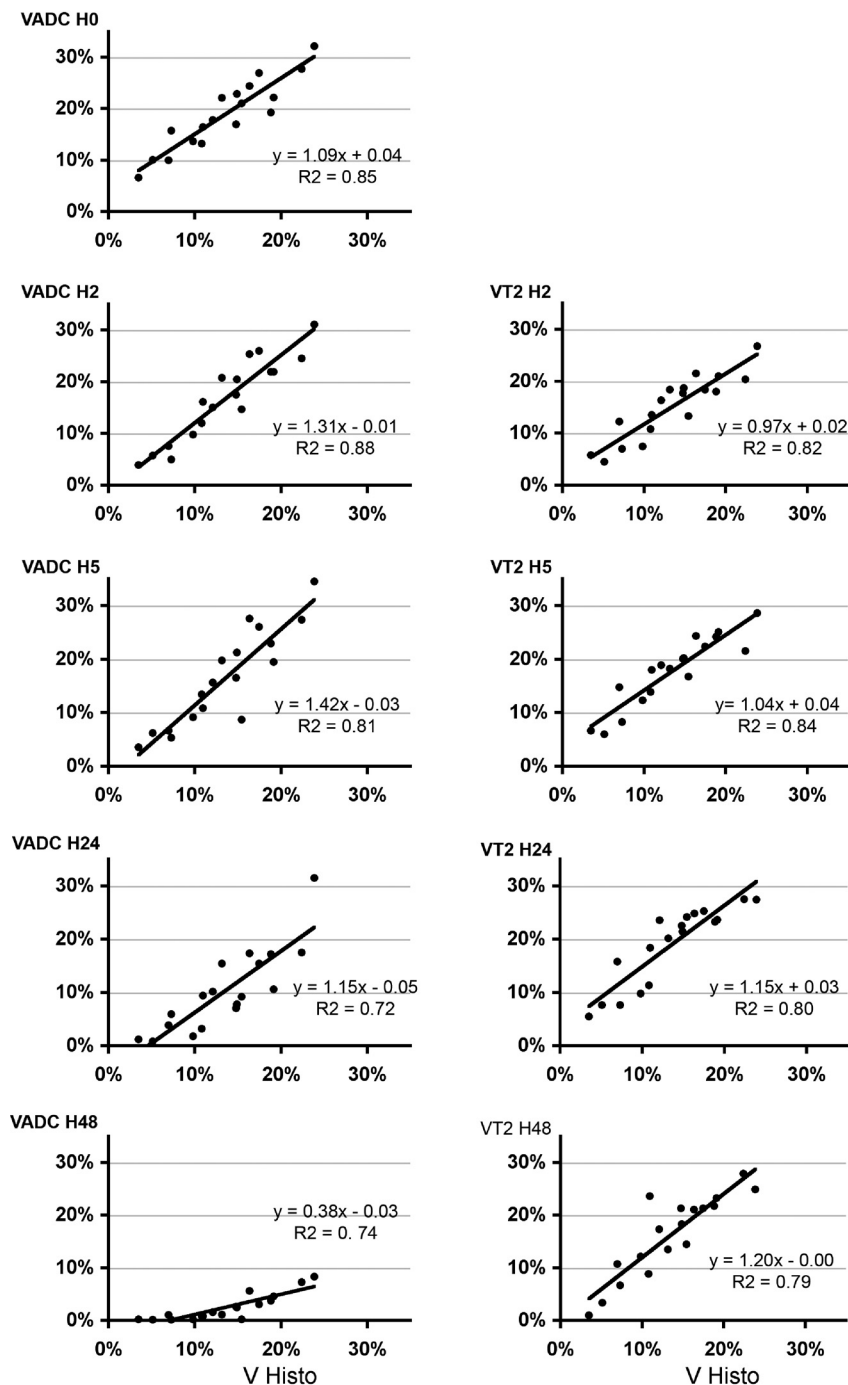 VADC H0
30%
20%
10%
0%
y = 1.09x + 0.04
R2 = 0.85
0% 10% 20% 30%
VADC H2
30%
20%
10%
0%
y = 1.31x - 0.01
R2 = 0.88
0% 10% 20% 30%
VT2 H2
30%
20%
10%
0%
y = 0.97x + 0.02
R2 = 0.82
0% 10% 20% 30%
VADC H5
30%
20%
10%
0%
y = 1.42x - 0.03
R2 = 0.81
0% 10% 20% 30%
VT2 H5
30%
20%
10%
0%
y= 1.04x + 0.04
R2 = 0.84
0% 10% 20% 30%
VADC H24
30%
20%
10%
0%
y = 1.15x - 0.05
R2 = 0.72
0% 10% 20% 30%
VT2 H24
30%
20%
10%
0%
y = 1.15x + 0.03
R2 = 0.80
0% 10% 20% 30%
VADC H48
30%
20%
10%
0%
y = 0.38x - 0.03
R2 = 0. 74
0% 10% 20% 30%
V Histo
VT2 H48
30%
20%
10%
0%
y = 1.20x - 0.00
R2 = 0.79
0% 10% 20% 30%
V Histo